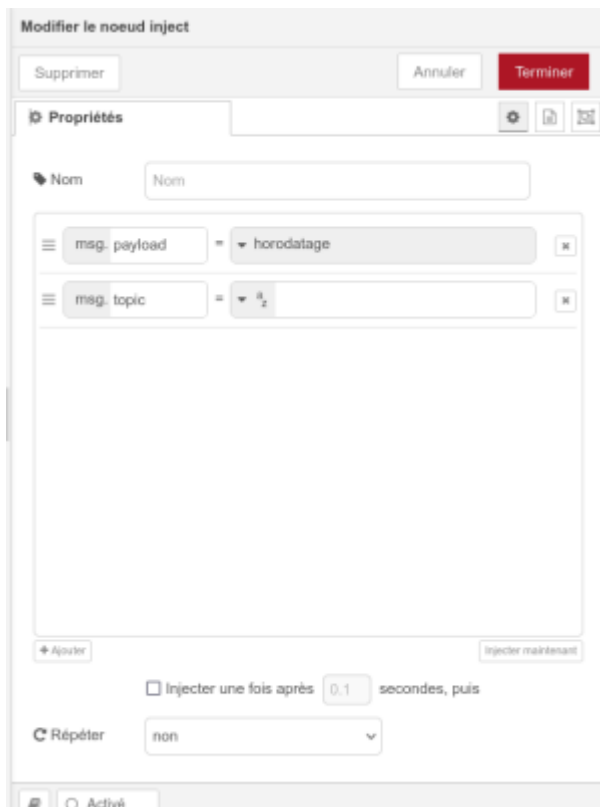 Modifier le noeud inject
Supprimer Annuler Terminer
Propriétés
Nom Nom
msg. payload = horodatage
msg. topic = a z
Ajouter Injecter maintenant
Injecter une fois après 0.1 secondes, puis
Répéter non
Activé